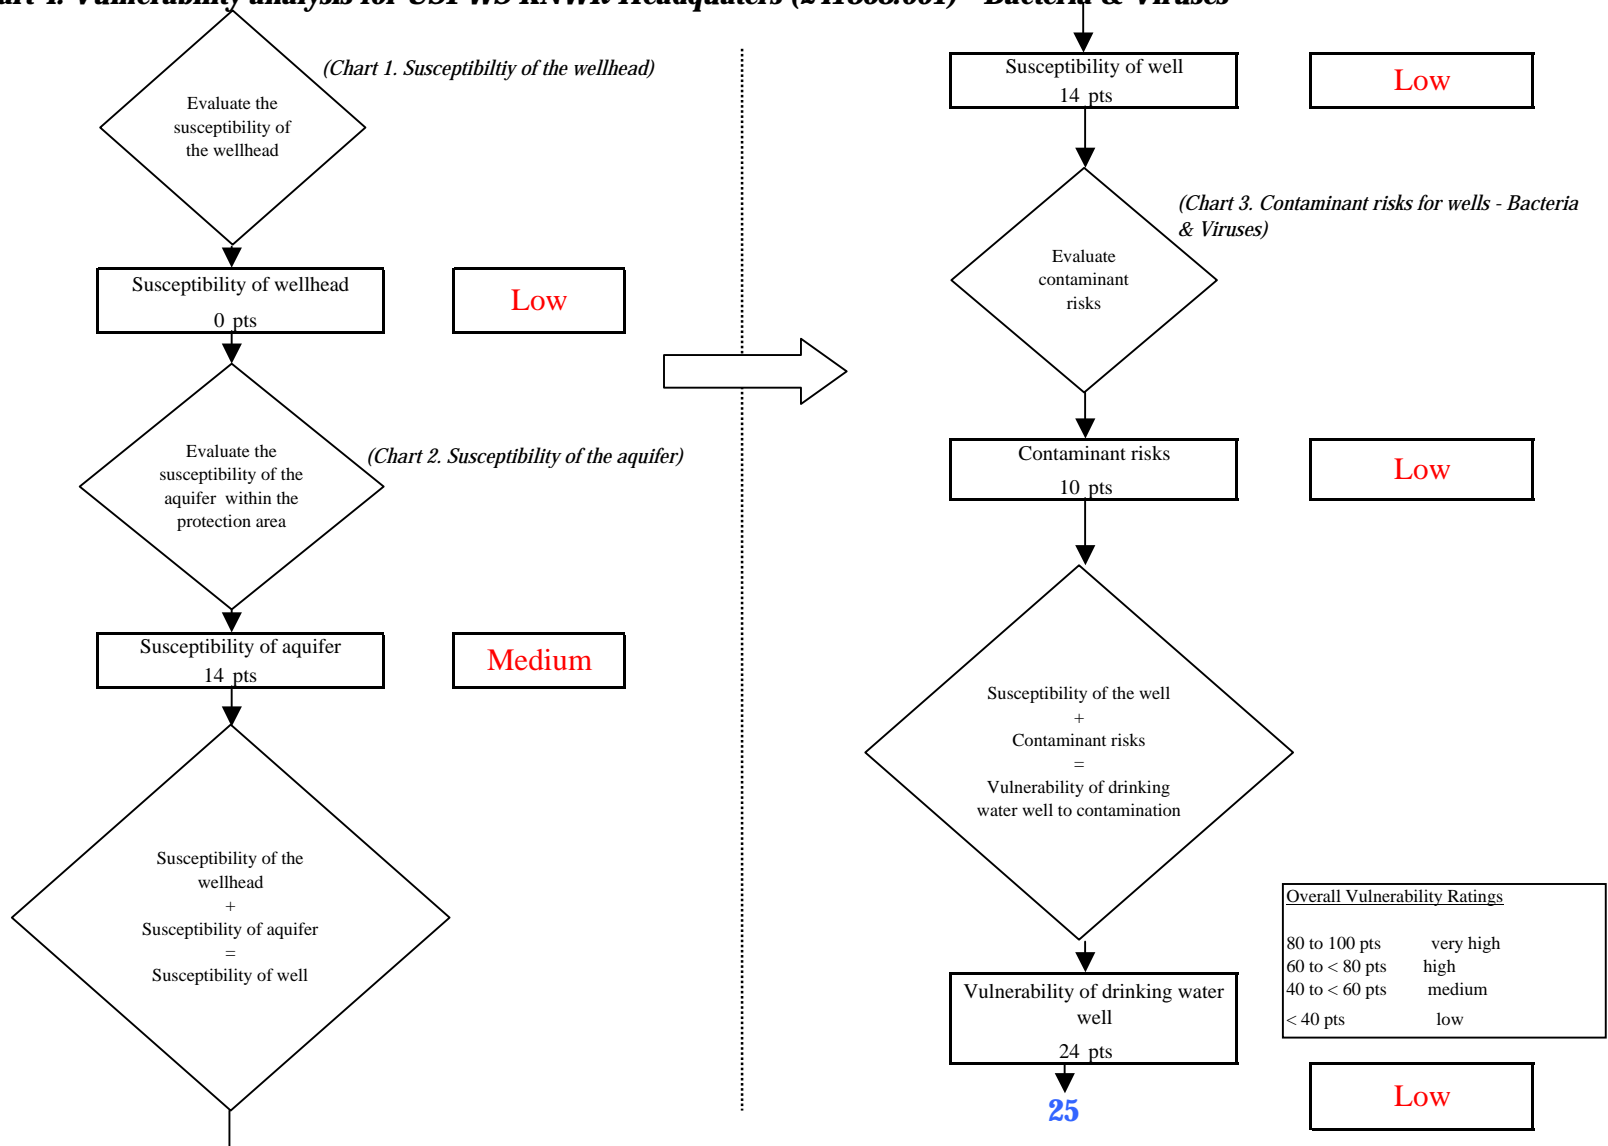 Vulnerability analysis for
Bacteria & Viruses
(Chart 1. Susceptibiltiy of the wellhead)
Evaluate the
susceptibility of
the wellhead
Susceptibility of wellhead
0 pts
Low
Evaluate the
susceptibility of the
aquifer within the
protection area
(Chart 2. Susceptibility of the aquifer)
Susceptibility of aquifer
14 pts
Medium
Susceptibility of the
wellhead
+
Susceptibility of aquifer
=
Susceptibility of well
Susceptibility of well
14 pts
Low
(Chart 3. Contaminant risks for wells - Bacteria
& Viruses)
Evaluate
contaminant
risks
Contaminant risks
10 pts
Low
Susceptibility of the well
+
Contaminant risks
=
Vulnerability of drinking
water well to contamination
Vulnerability of drinking water
well
24 pts
25
Overall Vulnerability Ratings
80 to 100 pts very high
60 to < 80 pts high
40 to < 60 pts medium
< 40 pts low
Low